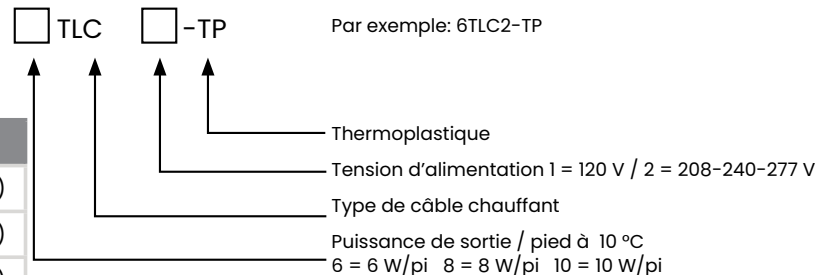 ☐ TLC ☐ -TP
Par exemple: 6TLC2-TP
Thermoplastique
Tension d’alimentation 1 = 120 V / 2 = 208-240-277 V
Type de câble chauffant
Puissance de sortie / pied à 10 °C
6 = 6 W/pi 8 = 8 W/pi 10 = 10 W/pi
)
)
)